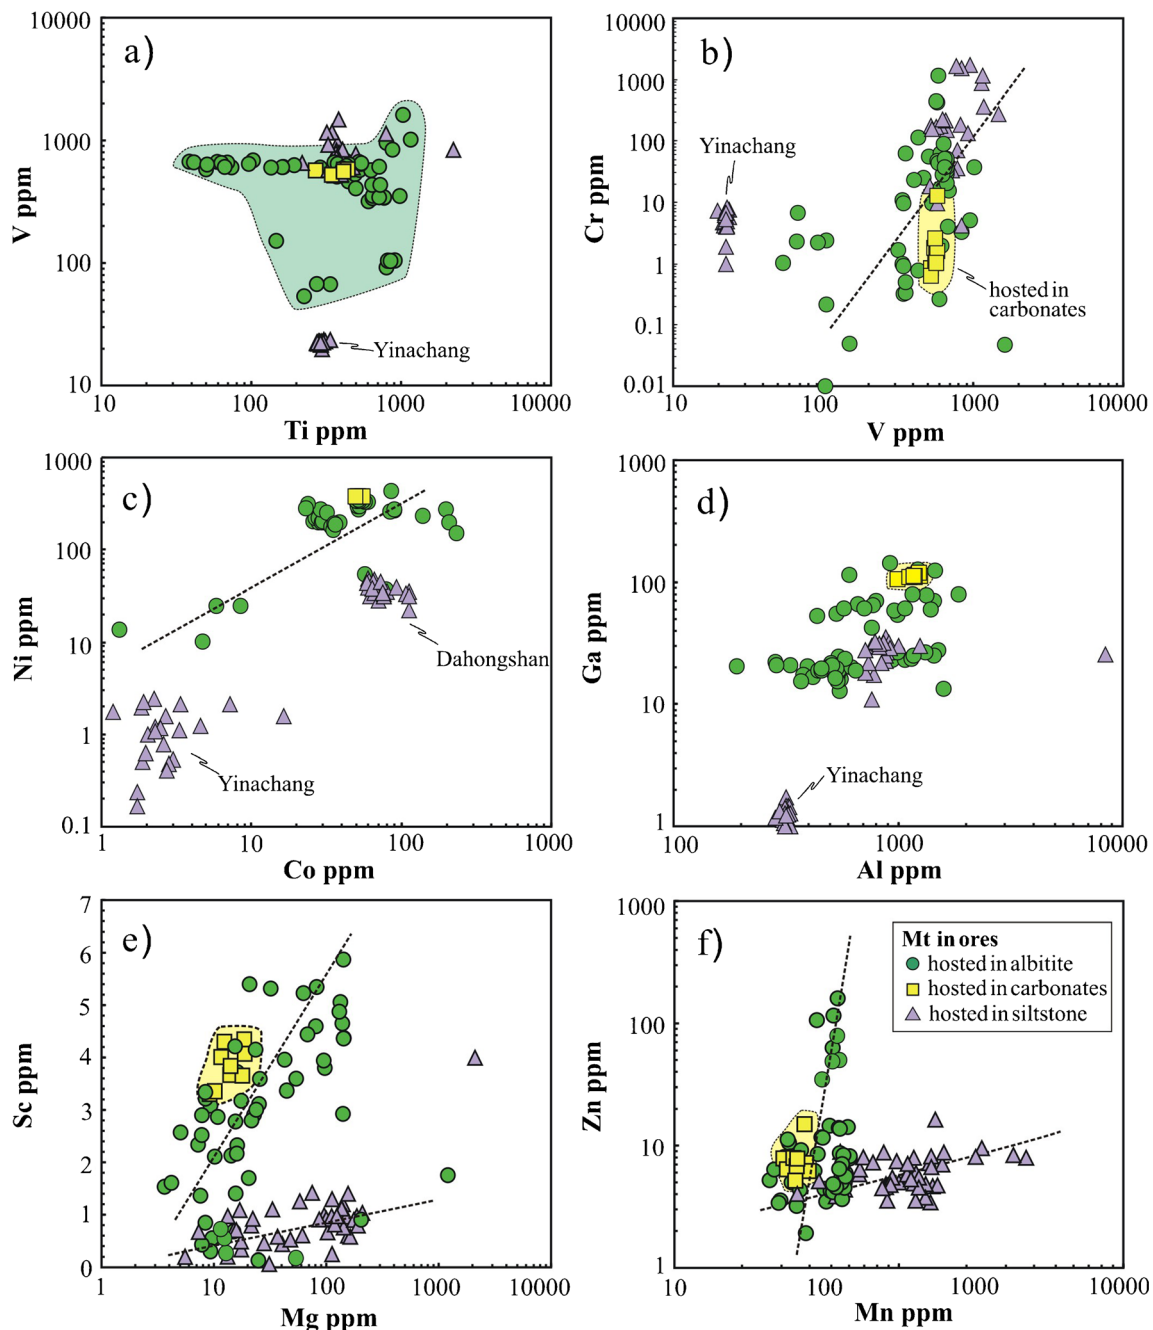 a)
10000
1000
100
10
V ppm
Yinachang
10
100
1000
10000
Ti ppm
b)
10000
1000
100
10
1
0.1
0.01
Cr ppm
Yinachang
hosted in
carbonates
10
100
1000
10000
V ppm
c)
1000
100
10
1
0.1
Ni ppm
Dahongshan
Yinachang
1
10
100
1000
Co ppm
d)
1000
100
10
1
Ga ppm
Yinachang
100
1000
10000
Al ppm
e)
7
6
5
4
3
2
1
0
Sc ppm
1
10
100
1000
10000
Mg ppm
f)
1000
100
10
1
Zn ppm
Mt in ores
hosted in albitite
hosted in carbonates
hosted in siltstone
10
100
1000
10000
Mn ppm